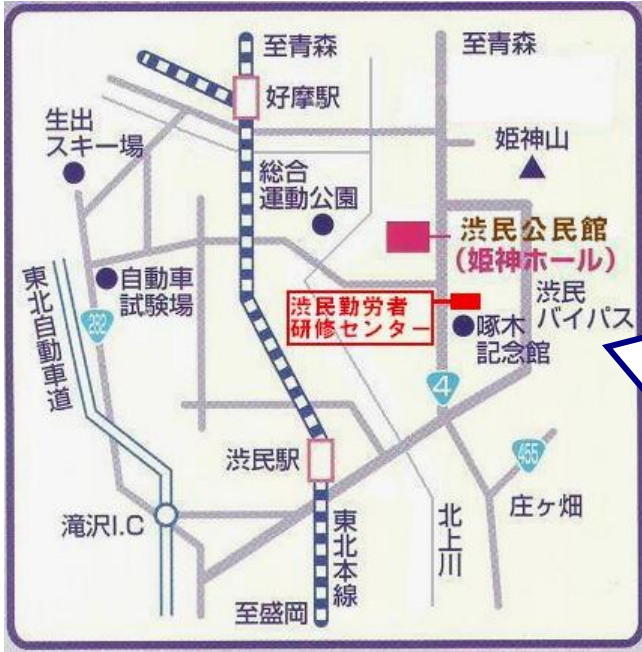 至青森
至青森
好摩駅
生出
スキー場
姫神山
総合
運動公園
渋民公民館
(姫神ホール)
自動車
試験場
東北自動車道
282
渋民勤労者
研修センター
渋民
バイパス
啄木
記念館
4
455
渋民駅
庄ヶ畑
滝沢I.C
東北本線
北上川
至盛岡